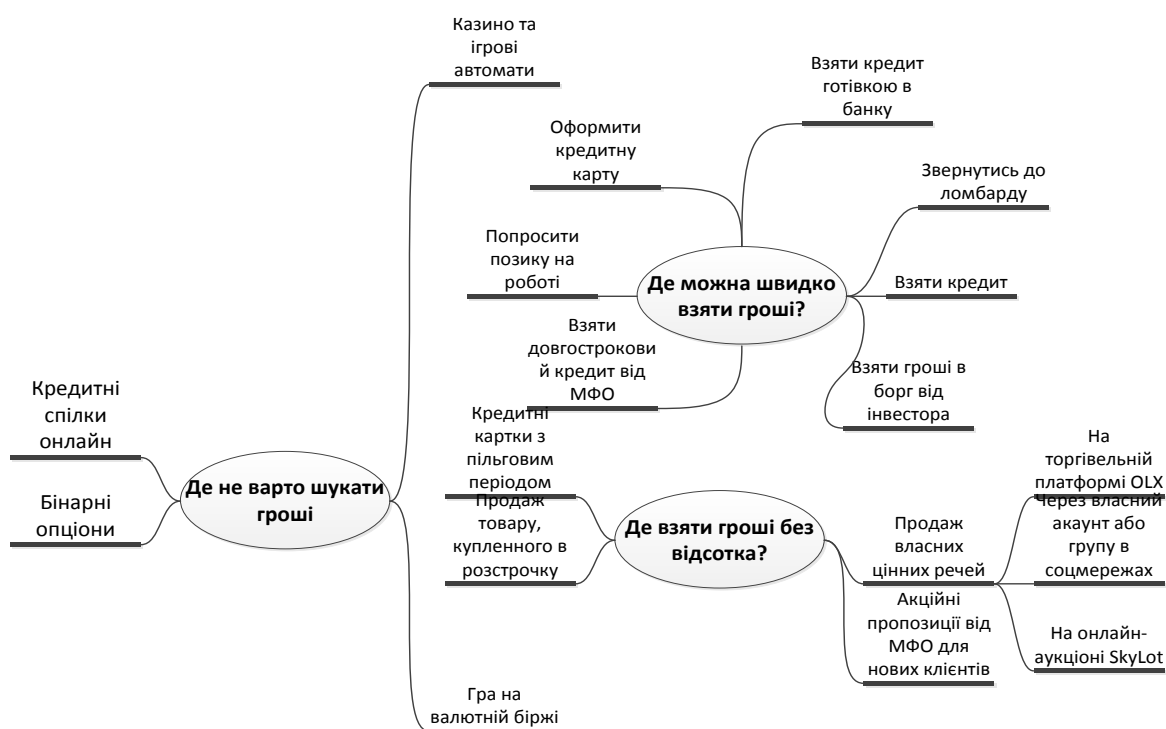 Казино та
ігрові
автомати
Взяти кредит
готівкою в
банку
Оформити
кредитну
карту
Звернутись до
ломбарду
Попросити
позику на
роботі
Де можна швидко
взяти гроші?
Взяти кредит
Взяти
довгострокови
й кредит від
МФО
Взяти гроші в
борг від
інвестора
Кредитні
спілки
онлайн
Бінарні
опціони
Де не варто шукати
гроші
Кредитні
картки з
пільговим
періодом
Продаж
товару,
купленного в
розстрочку
Де взяти гроші без
відсотка?
Продаж
власних
цінних речей
Акційні
пропозиції від
МФО для
нових клієнтів
На
торгівельній
платформі OLX
Через власний
акаунт або
групу в
соцмережах
На онлайн-
аукціоні SkyLot
Гра на
валютній біржі